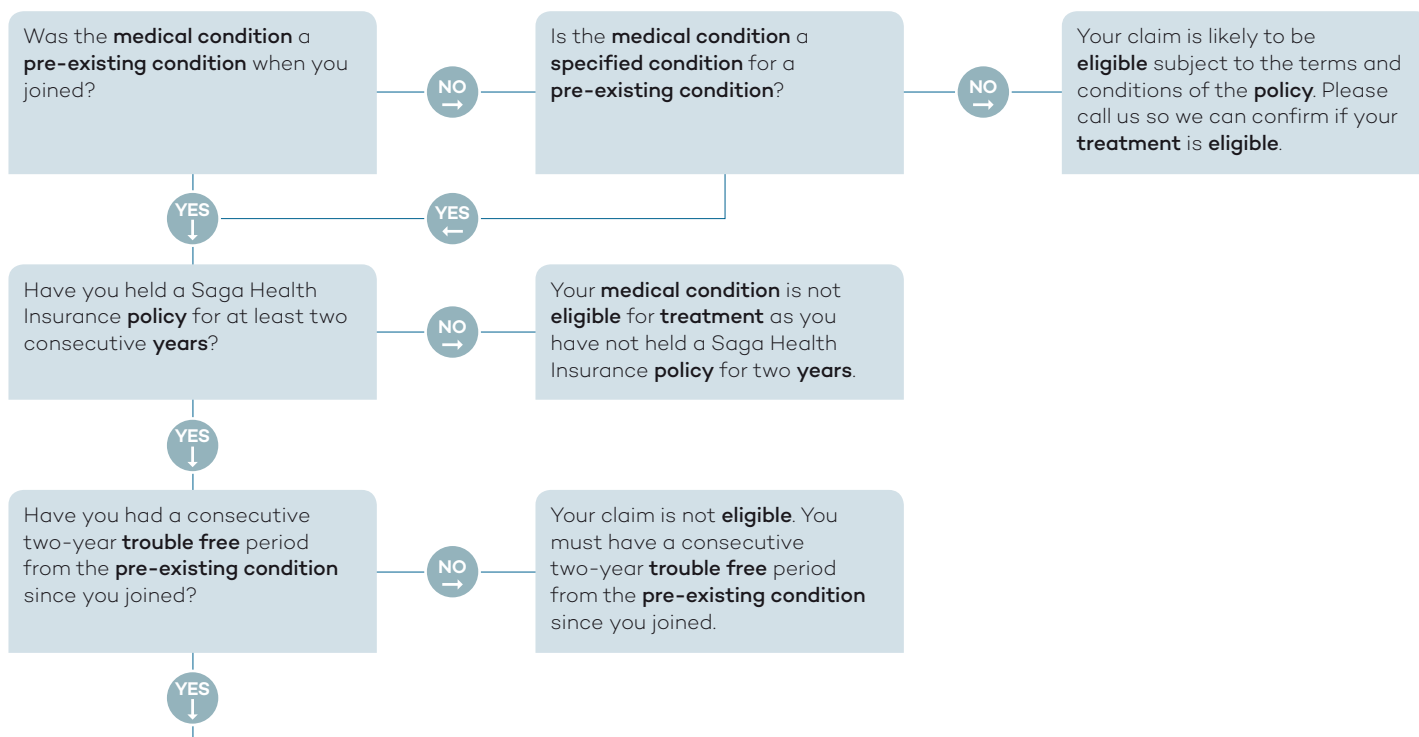 Was the medical condition a
pre-existing condition when you
joined?
NO
Is the medical condition a
specified condition for a
pre-existing condition?
NO
Your claim is likely to be
eligible subject to the terms and
conditions of the policy. Please
call us so we can confirm if your
treatment is eligible.
YES
YES
Have you held a Saga Health
Insurance policy for at least two
consecutive years?
NO
Your medical condition is not
eligible for treatment as you
have not held a Saga Health
Insurance policy for two years.
YES
Have you had a consecutive
two-year trouble free period
from the pre-existing condition
since you joined?
NO
Your claim is not eligible. You
must have a consecutive
two-year trouble free period
from the pre-existing condition
since you joined.
YES